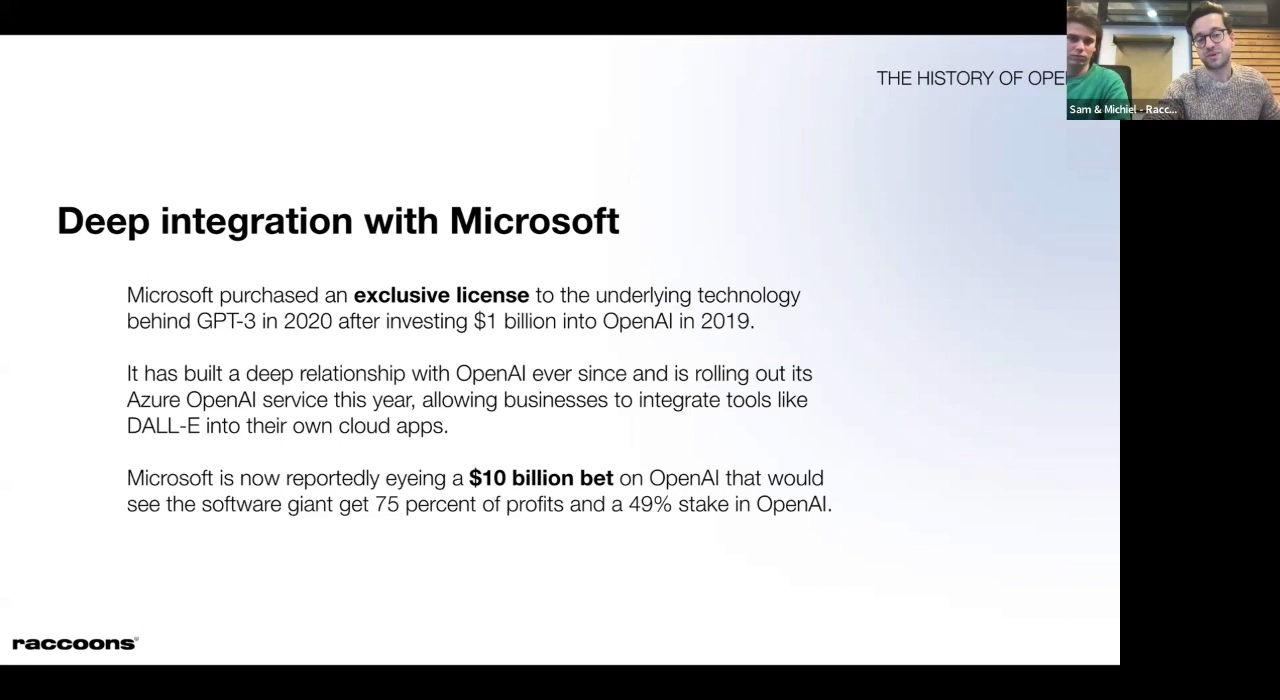 THE HISTORY OF OPE
Sam & Michiel - Racc...
Deep integration with Microsoft
Microsoft purchased an exclusive license to the underlying technology
behind GPT-3 in 2020 after investing $1 billion into OpenAI in 2019.
It has built a deep relationship with OpenAI ever since and is rolling out its
Azure OpenAI service this year, allowing businesses to integrate tools like
DALL-E into their own cloud apps.
Microsoft is now reportedly eyeing a $10 billion bet on OpenAI that would
see the software giant get 75 percent of profits and a 49% stake in OpenAI.
raccoons®